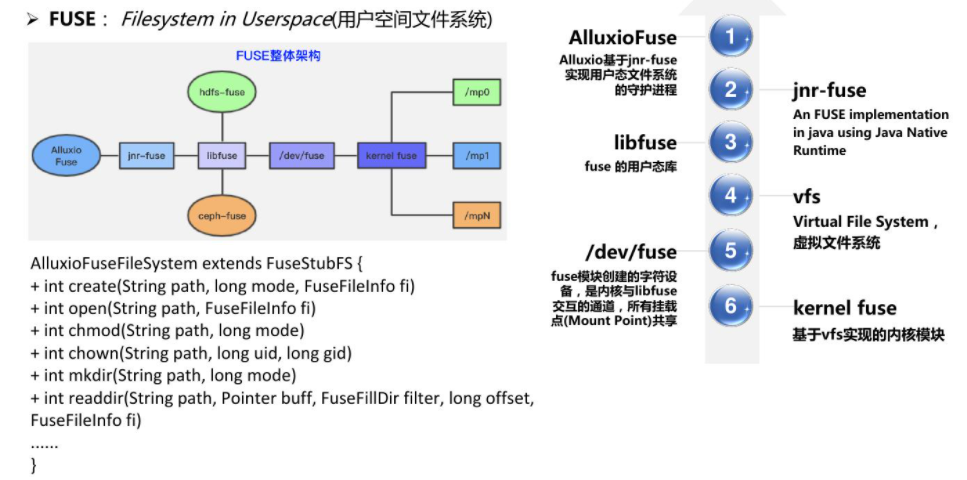 ➢ FUSE： Filesystem in Userspace(用户空间文件系统)
FUSE整体架构
hdfs-fuse
/mp0
Alluxio
Fuse
jnr-fuse
libfuse
/dev/fuse
kernel fuse
/mp1
ceph-fuse
/mpN
AlluxioFuseFileSystem extends FuseStubFS {
+ int create(String path, long mode, FuseFileInfo fi)
+ int open(String path, FuseFileInfo fi)
+ int chmod(String path, long mode)
+ int chown(String path, long uid, long gid)
+ int mkdir(String path, long mode)
+ int readdir(String path, Pointer buff, FuseFillDir filter, long offset,
FuseFileInfo fi)
......
}
1
AlluxioFuse
Alluxio基于jnr-fuse
实现用户态文件系统
的守护进程
2
jnr-fuse
An FUSE implementation
in java using Java Native
Runtime
3
libfuse
fuse 的用户态库
4
vfs
Virtual File System，
虚拟文件系统
5
/dev/fuse
fuse模块创建的字符设
备，是内核与libfuse
交互的通道，所有挂载
点(Mount Point)共享
6
kernel fuse
基于vfs实现的内核模块